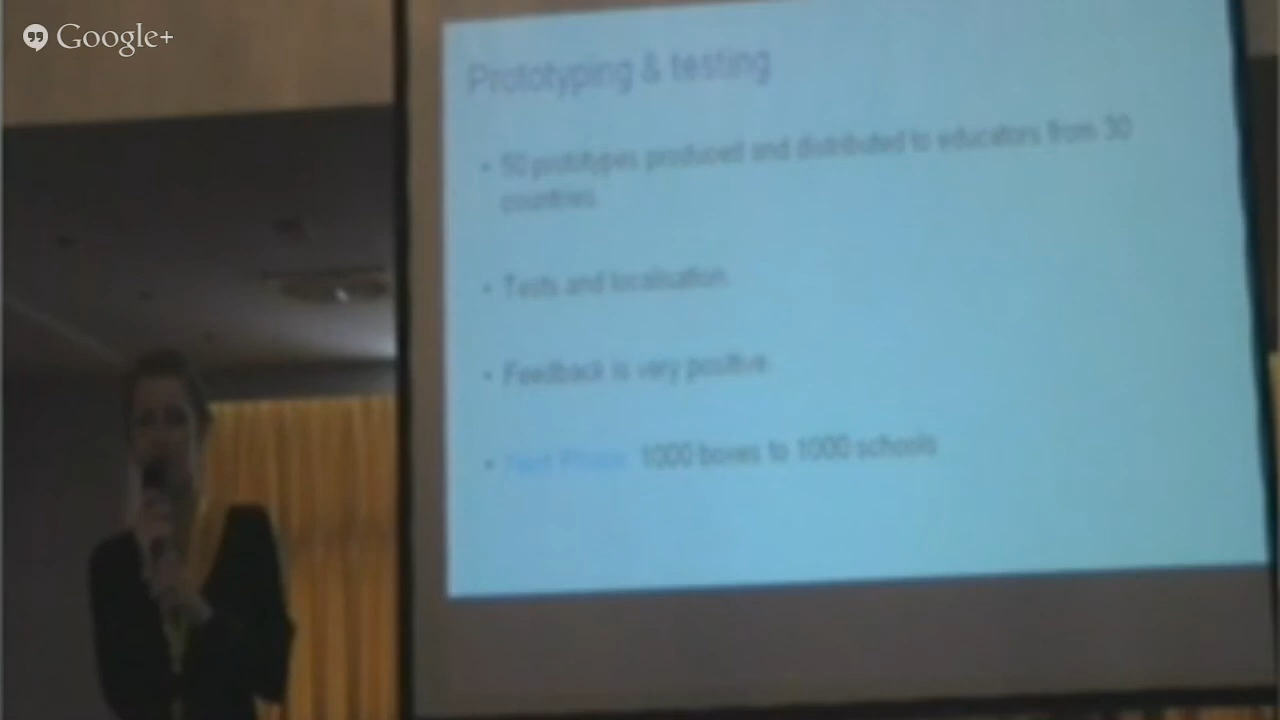 Google+
Prototyping & testing
• 50 prototypes produced and distributed to educators from 30
countries.
• Tests and localisation.
• Feedback is very positive.
• Next Phase: 1000 boxes to 1000 schools